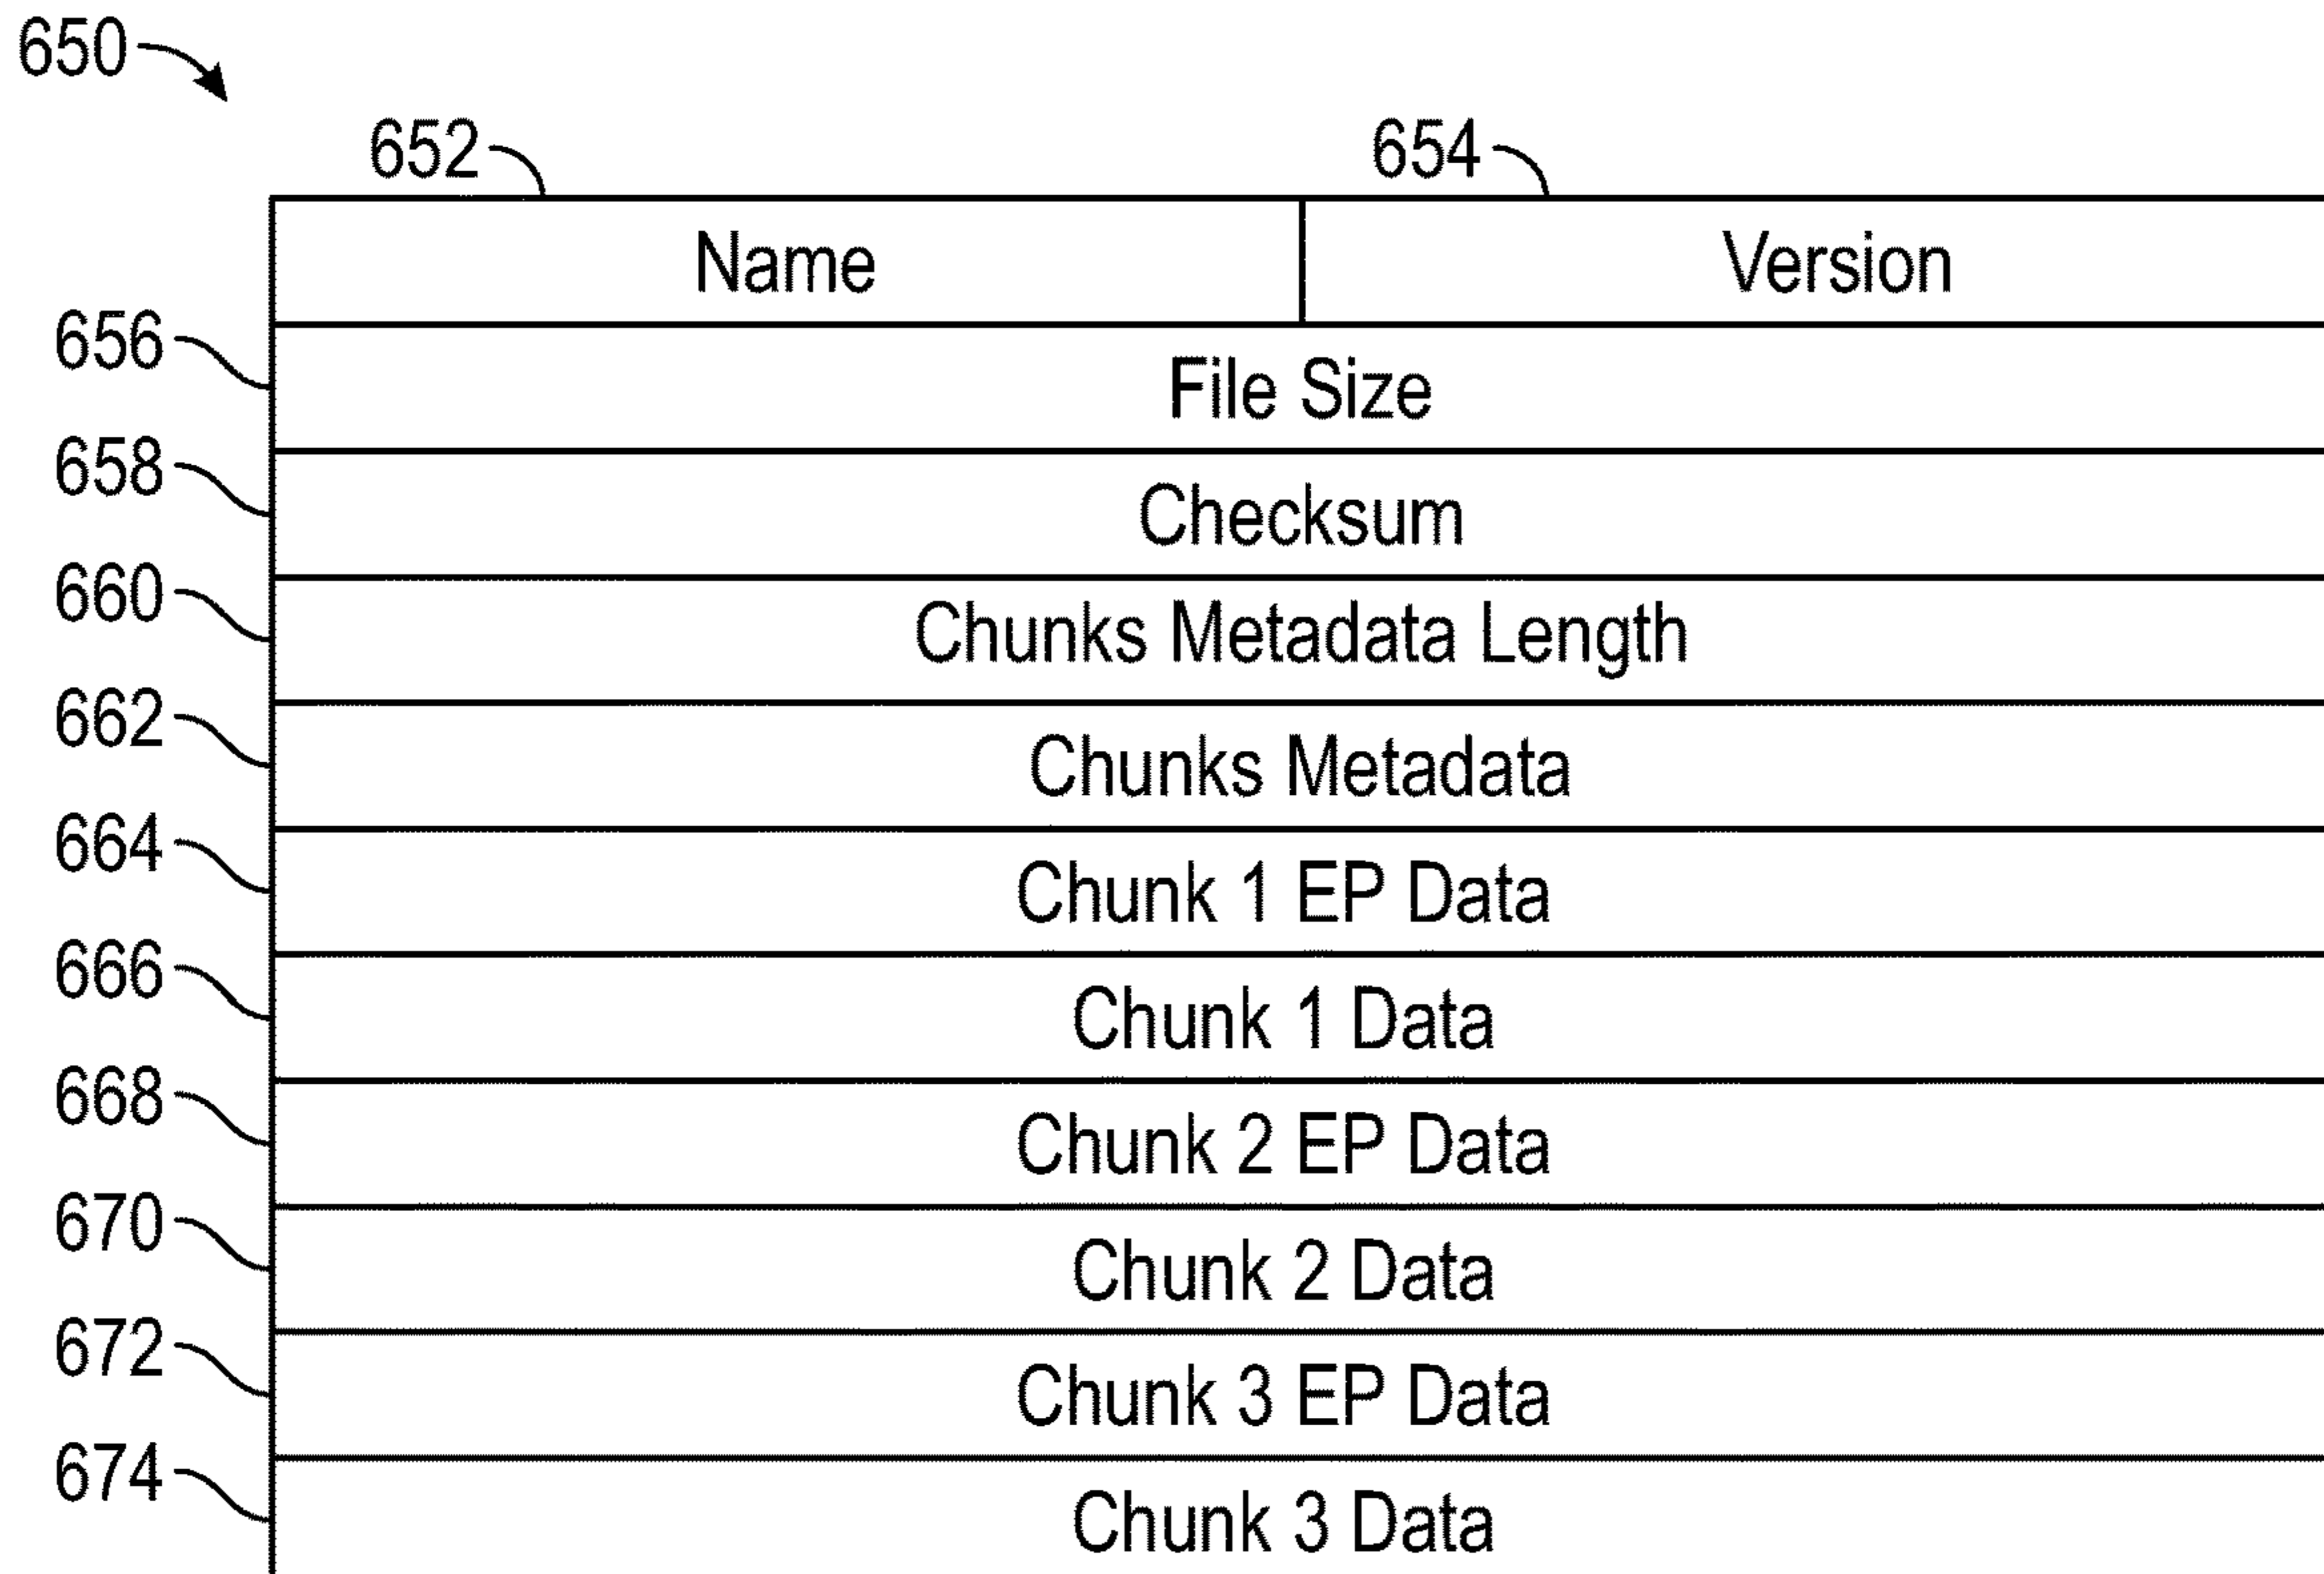 650
652 654
Name Version
656 File Size
658 Checksum
660 Chunks Metadata Length
662 Chunks Metadata
664 Chunk 1 EP Data
666 Chunk 1 Data
668 Chunk 2 EP Data
670 Chunk 2 Data
672 Chunk 3 EP Data
674 Chunk 3 Data